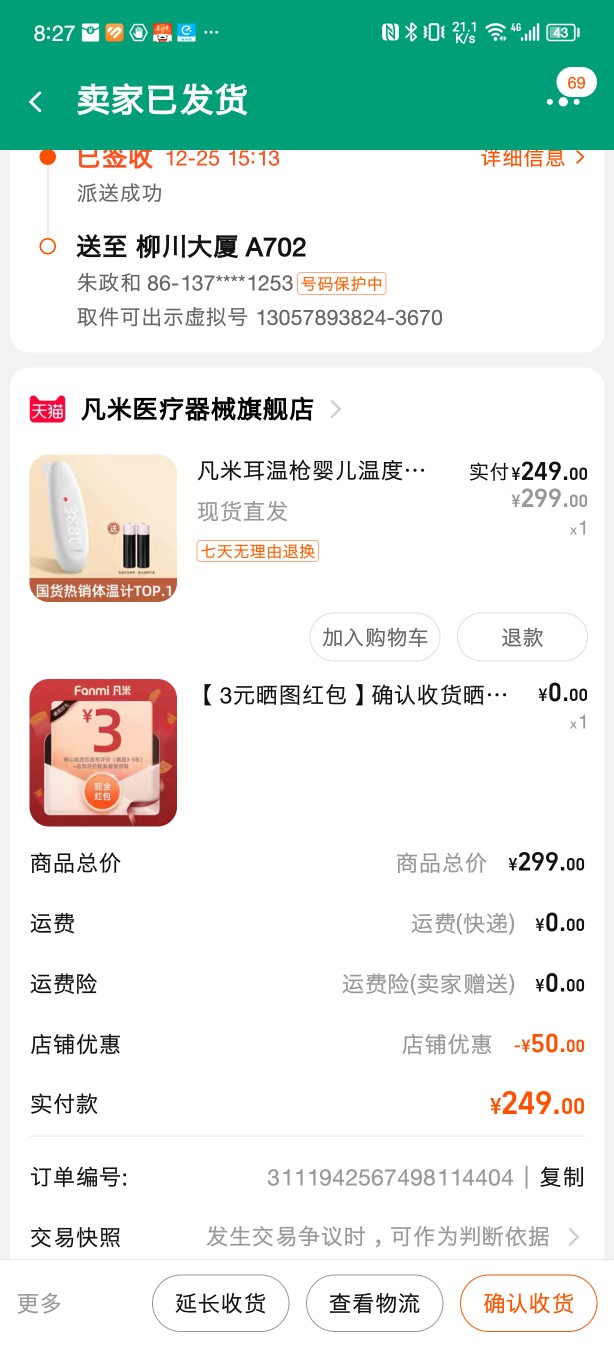 8:27
21.1
K/s
4G
43
卖家已发货
69
已签收 12-25 15:13
详细信息
派送成功
送至 柳川大厦 A702
朱政和 86-137****1253 号码保护中
取件可出示虚拟号 13057893824-3670
天猫 凡米医疗器械旗舰店
凡米耳温枪婴儿温度… 实付¥249.00
¥299.00
现货直发
x1
七天无理由退换
送
国货热销体温计TOP.1
加入购物车
退款
Fanmi 凡米
¥3
现金
红包
【3元晒图红包】确认收货晒… ¥0.00
x1
商品总价 商品总价 ¥299.00
运费 运费(快递) ¥0.00
运费险 运费险(卖家赠送) ¥0.00
店铺优惠 店铺优惠 -¥50.00
实付款 ¥249.00
订单编号: 3111942567498114404 | 复制
交易快照 发生交易争议时，可作为判断依据
更多
延长收货
查看物流
确认收货